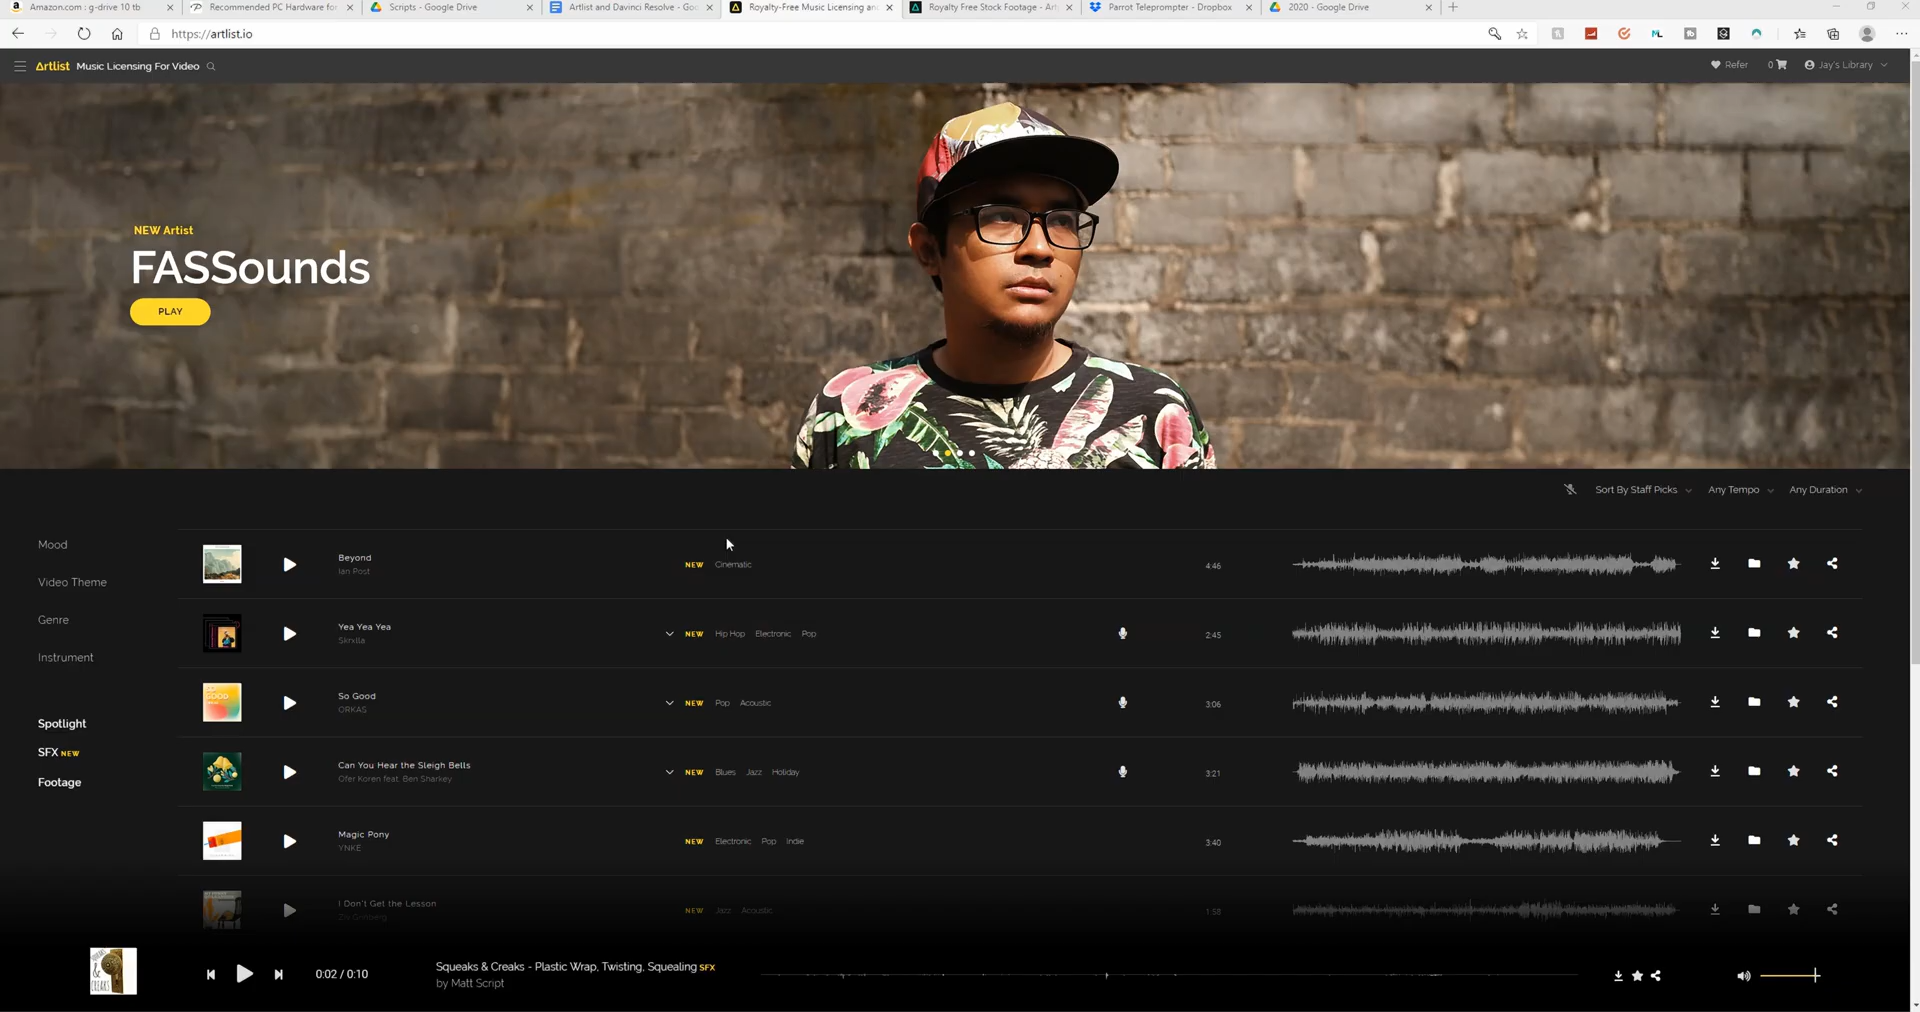 Amazon.com : g-drive 10 tb
Recommended PC Hardware for
Scripts - Google Drive
Artlist and Davinci Resolve - Goo
Royalty-Free Music Licensing and
Royalty Free Stock Footage - Art
Parrot Teleprompter - Dropbox
2020 - Google Drive
https://artlist.io
Artlist Music Licensing For Video
Refer
0
Jay's Library
NEW Artist
FASSounds
PLAY
Sort By Staff Picks
Any Tempo
Any Duration
Mood
Video Theme
Genre
Instrument
Spotlight
SFX NEW
Footage
Beyond
Ian Post
NEW Cinematic
4:46
Yea Yea Yea
Skrxlla
NEW Hip Hop Electronic Pop
2:45
So Good
ORKAS
NEW Pop Acoustic
3:06
Can You Hear the Sleigh Bells
Ofer Koren feat. Ben Sharkey
NEW Blues Jazz Holiday
3:21
Magic Pony
YNKE
NEW Electronic Pop Indie
3:40
I Don't Get the Lesson
NEW Jazz Acoustic
1:58
0:02 / 0:10
Squeaks & Creaks - Plastic Wrap, Twisting, Squealing SFX
by Matt Script